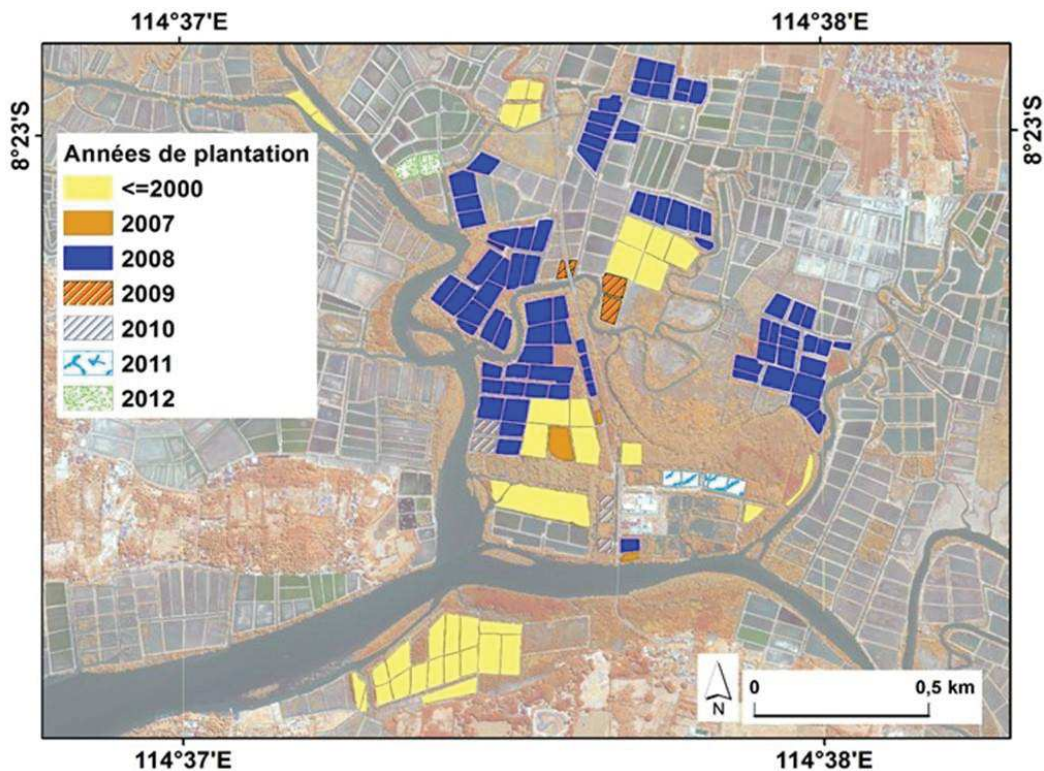 114°37'E 114°38'E
8°23'S
8°23'S
Années de plantation
<=2000
2007
2008
2009
2010
2011
2012
N
0 0,5 km
114°37'E 114°38'E